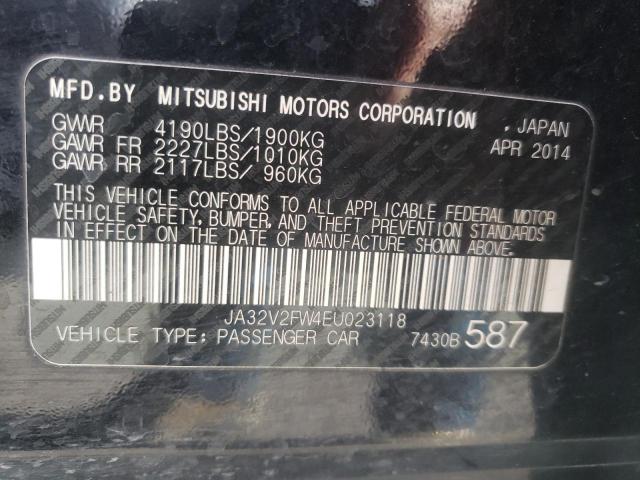 MFD.BY MITSUBISHI MOTORS CORPORATION, JAPAN
GVWR 4190LBS/1900KG APR 2014
GAWR FR 2227LBS/1010KG
GAWR RR 2117LBS/ 960KG
THIS VEHICLE CONFORMS TO ALL APPLICABLE FEDERAL MOTOR
VEHICLE SAFETY, BUMPER, AND THEFT PREVENTION STANDARDS
IN EFFECT ON THE DATE OF MANUFACTURE SHOWN ABOVE.
JA32V2FW4EU023118
VEHICLE TYPE: PASSENGER CAR 7430B 587